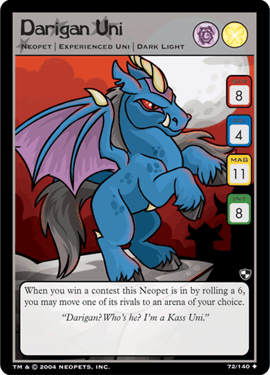 Darigan Uni
Neopet | Experienced Uni | Dark Light
8
4
MAG
11
INT
8
When you win a contest this Neopet is in by rolling a 6,
you may move one of its rivals to an arena of your choice.
“Darigan? Who’s he? I’m a Kass Uni.”
TM & © 2004 NEOPETS, INC.
72/140